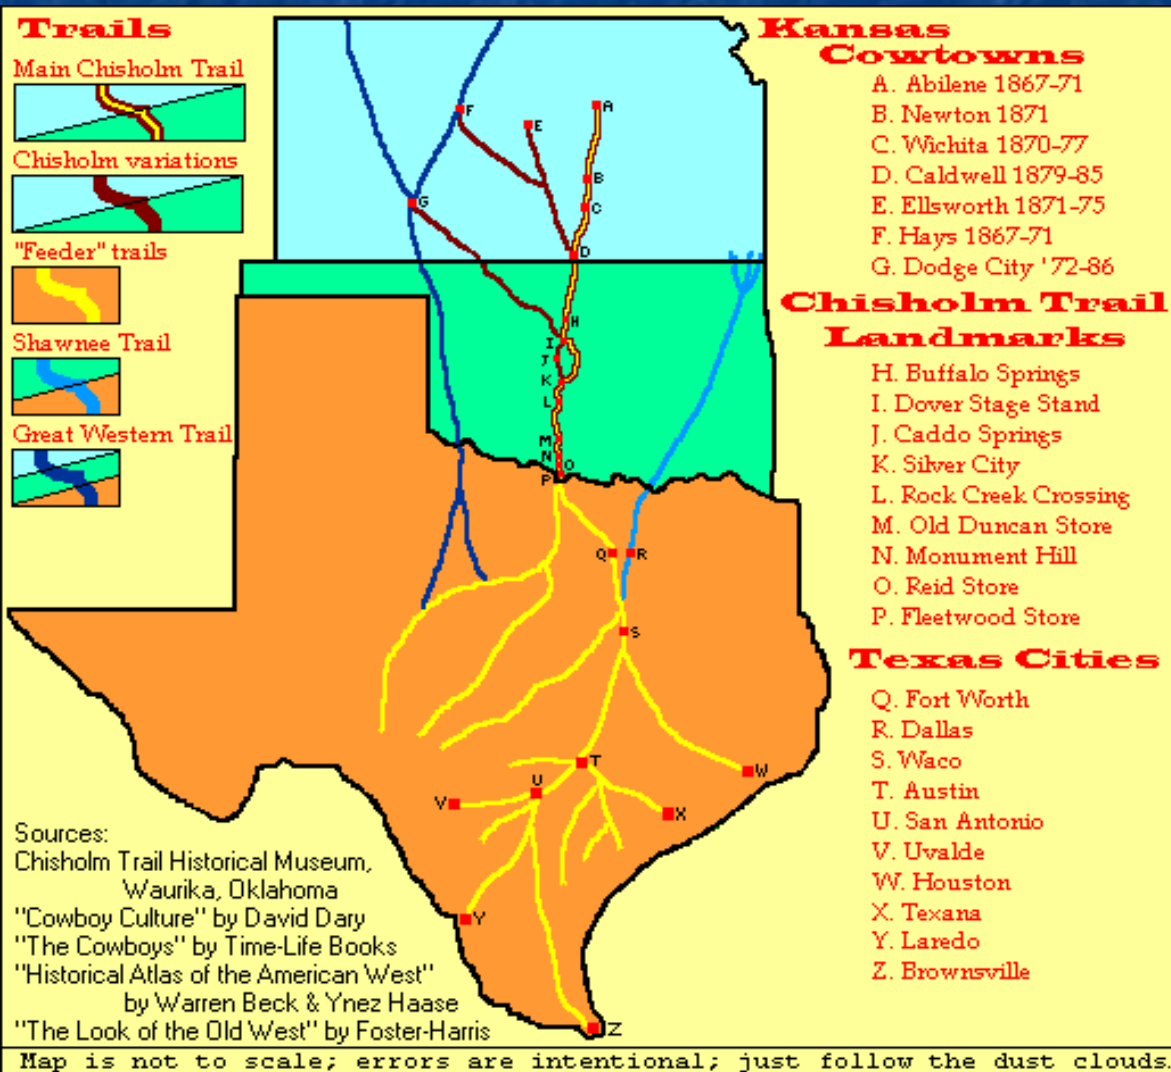 Trails
Main Chisholm Trail
Chisholm variations
"Feeder" trails
Shawnee Trail
Great Western Trail
A
B
C
D
E
F
G
H
I
J
K
L
M
N
O
P
Q
R
S
T
U
V
W
X
Y
Z
Kansas
Cowtowns
A. Abilene 1867-71
B. Newton 1871
C. Wichita 1870-77
D. Caldwell 1879-85
E. Ellsworth 1871-75
F. Hays 1867-71
G. Dodge City '72-86
Chisholm Trail
Landmarks
H. Buffalo Springs
I. Dover Stage Stand
J. Caddo Springs
K. Silver City
L. Rock Creek Crossing
M. Old Duncan Store
N. Monument Hill
O. Reid Store
P. Fleetwood Store
Texas Cities
Q. Fort Worth
R. Dallas
S. Waco
T. Austin
U. San Antonio
V. Uvalde
W. Houston
X. Texana
Y. Laredo
Z. Brownsville
Sources:
Chisholm Trail Historical Museum,
Waurika, Oklahoma
"Cowboy Culture" by David Dary
"The Cowboys" by Time-Life Books
"Historical Atlas of the American West"
by Warren Beck & Ynez Haase
"The Look of the Old West" by Foster-Harris
Map is not to scale; errors are intentional; just follow the dust clouds